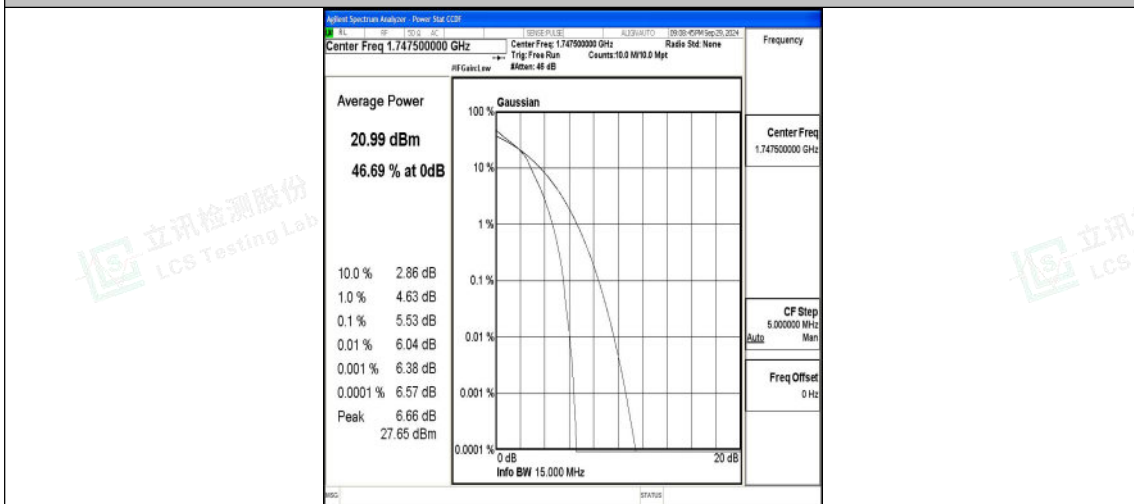 Agilent Spectrum Analyzer - Power Stat CCDF
RL RF 50 Ω AC SENSE:PULSE ALIGNAUTO 09:08:45PM Sep 29, 2024
Center Freq 1.747500000 GHz
Center Freq: 1.747500000 GHz Radio Std: None
Trig: Free Run Counts:10.0 M/10.0 Mpt
#IFGain:Low #Atten: 46 dB
Frequency
Center Freq
1.747500000 GHz
CF Step
5.000000 MHz
Auto Man
Freq Offset
0 Hz
Average Power
20.99 dBm
46.69 % at 0dB
10.0 % 2.86 dB
1.0 % 4.63 dB
0.1 % 5.53 dB
0.01 % 6.04 dB
0.001 % 6.38 dB
0.0001 % 6.57 dB
Peak 6.66 dB
27.65 dBm
Gaussian
100 %
10 %
1 %
0.1 %
0.01 %
0.001 %
0.0001 %
0 dB 20 dB
Info BW 15.000 MHz
MSG STATUS
立讯检测股份
LCS Testing Lab
立讯
LCS